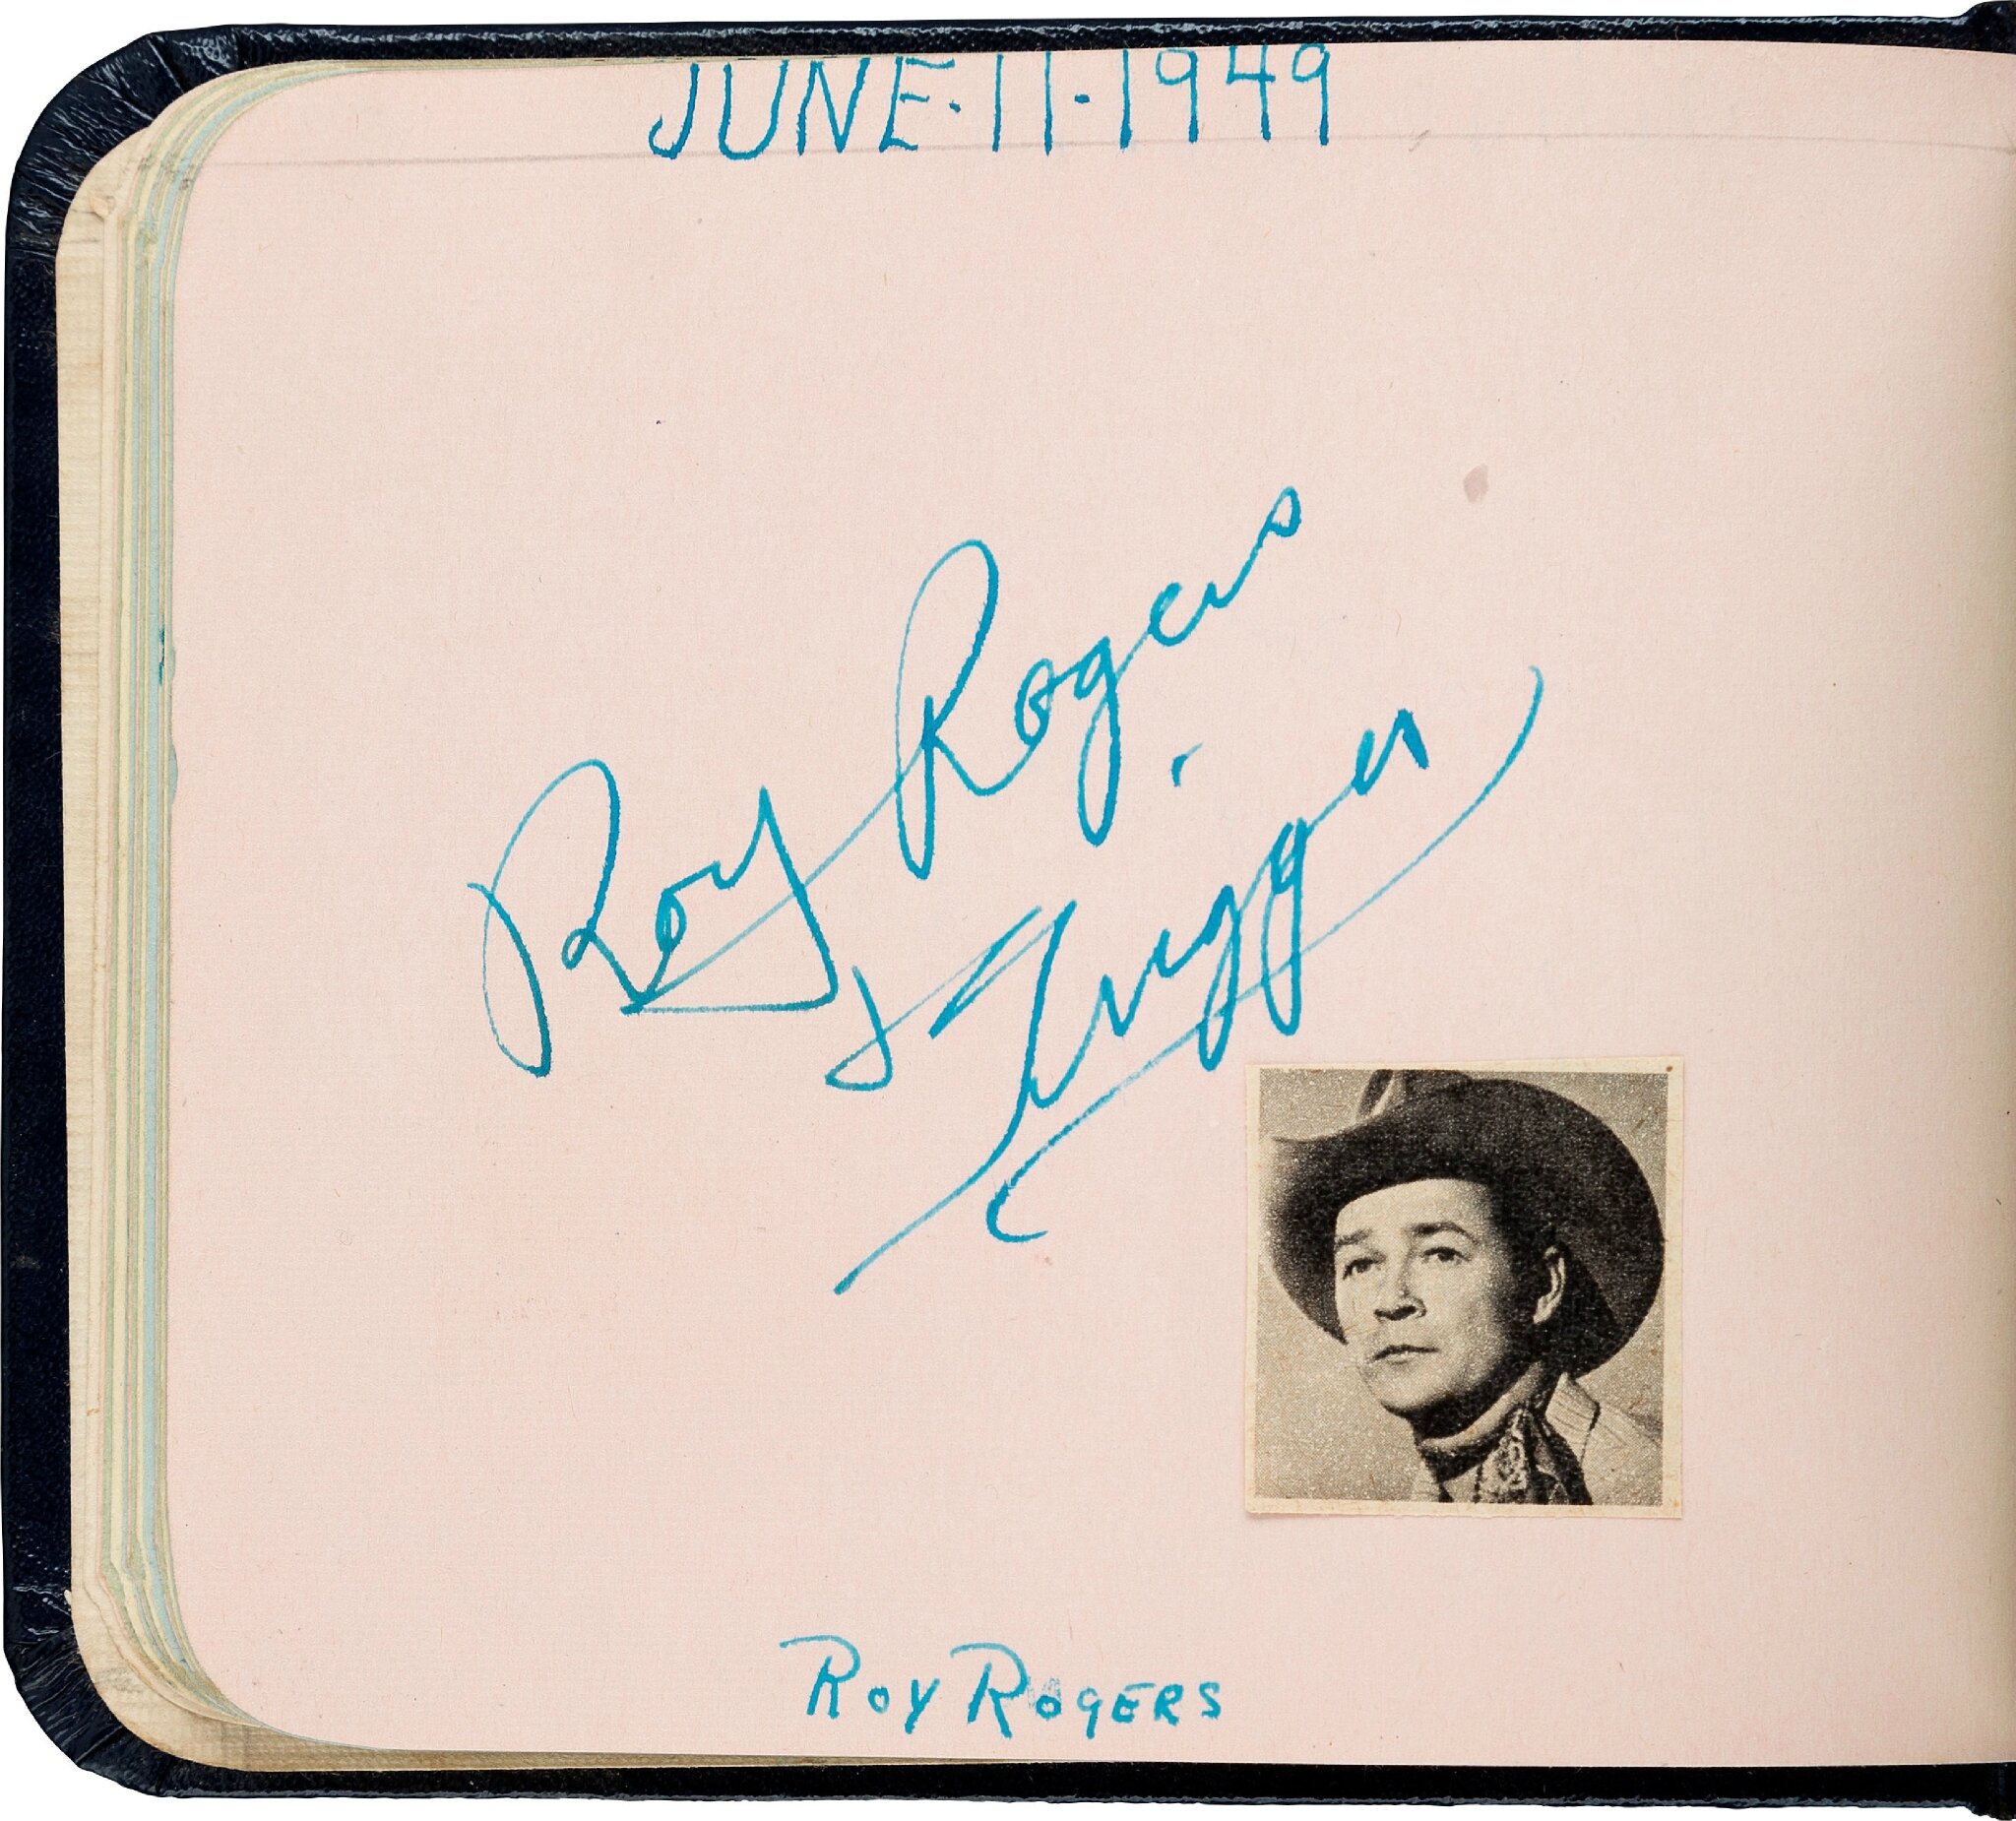 JUNE·11·1949
Roy Rogers
+ Trigger
ROY ROGERS